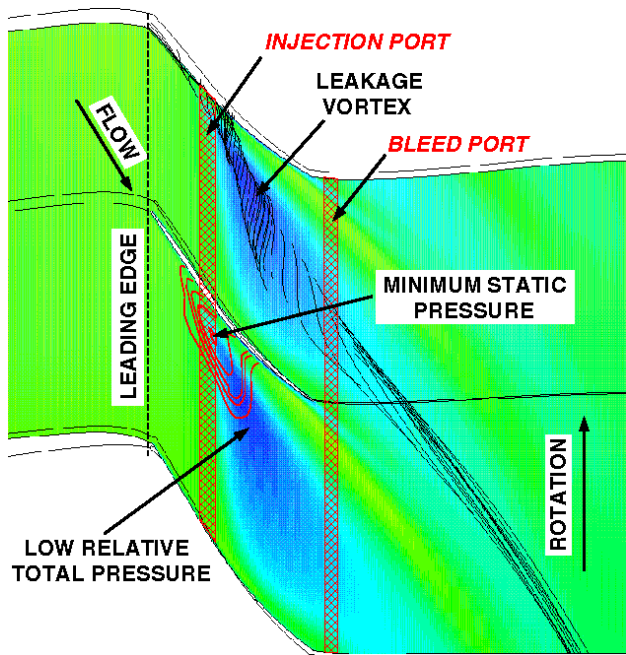 INJECTION PORT
LEAKAGE
VORTEX
BLEED PORT
FLOW
LEADING EDGE
MINIMUM STATIC
PRESSURE
ROTATION
LOW RELATIVE
TOTAL PRESSURE